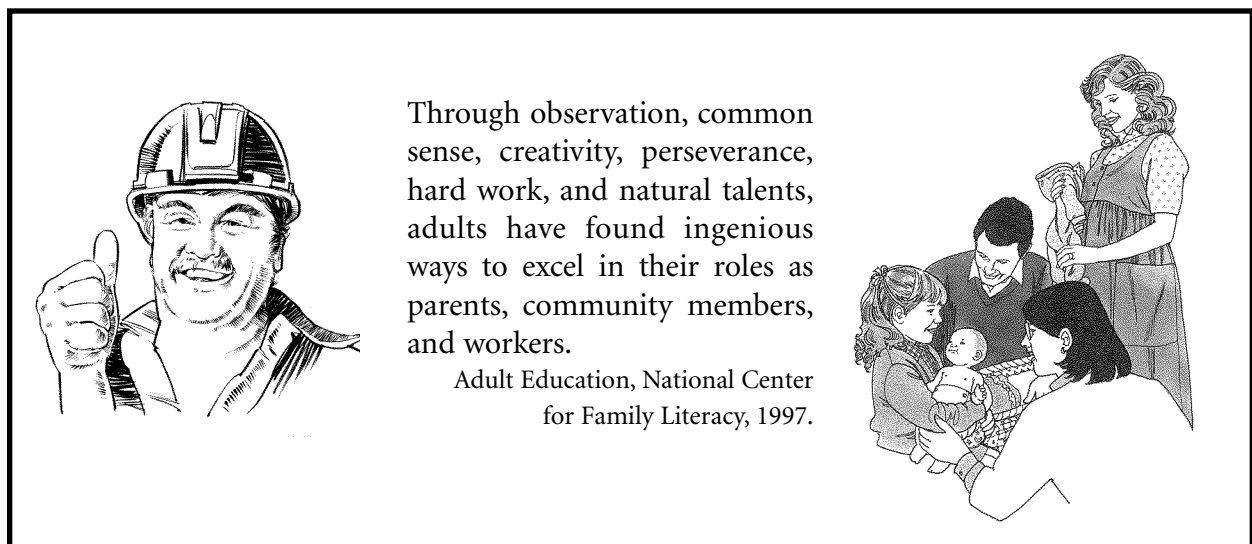 Through observation, common
sense, creativity, perseverance,
hard work, and natural talents,
adults have found ingenious
ways to excel in their roles as
parents, community members,
and workers.
Adult Education, National Center
for Family Literacy, 1997.